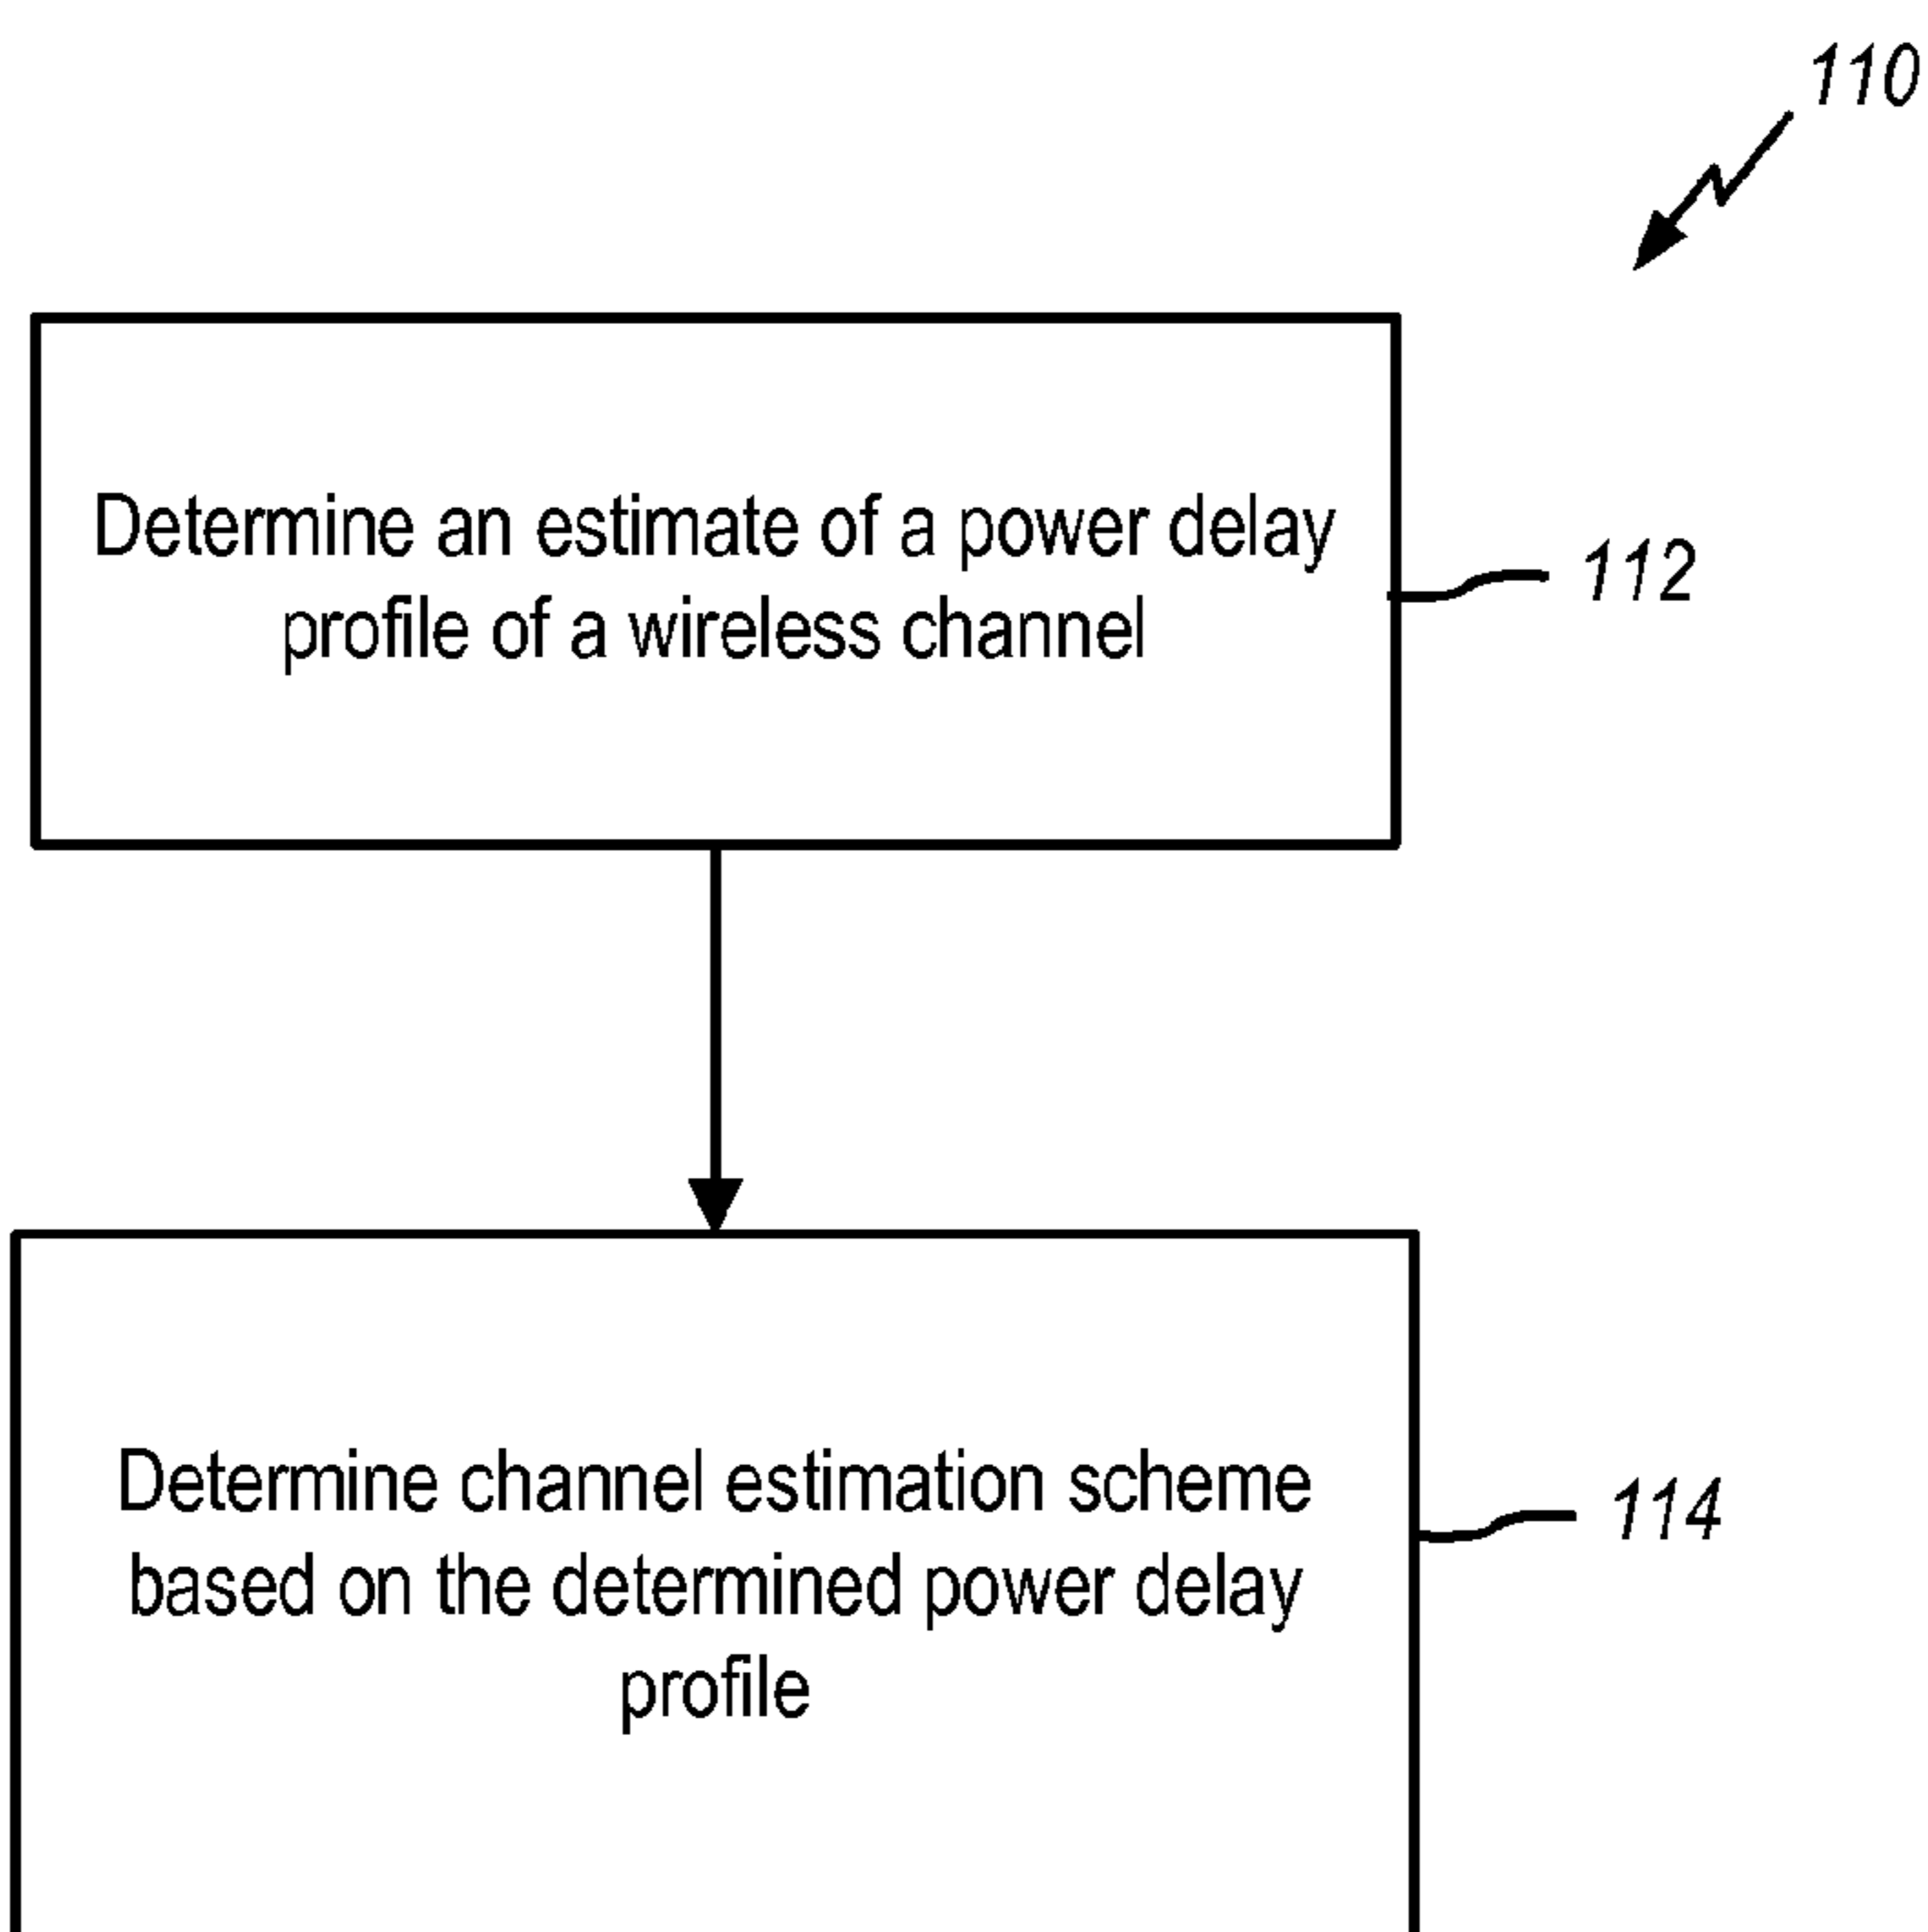 110
Determine an estimate of a power delay
profile of a wireless channel
112
Determine channel estimation scheme
based on the determined power delay
profile
114